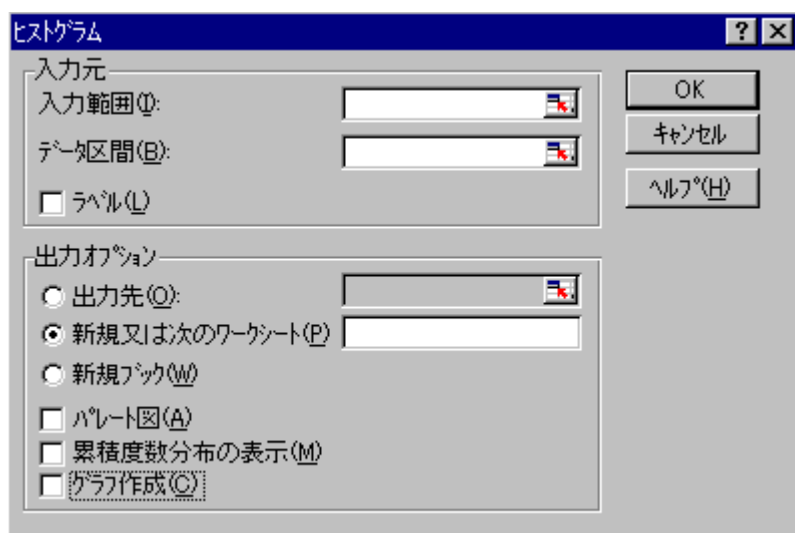 ヒストグラム
入力元
入力範囲(I):
データ区間(B):
ラベル(L)
OK
キャンセル
ヘルプ(H)
出力オプション
出力先(O):
新規又は次のワークシート(P)
新規ブック(W)
パレート図(A)
累積度数分布の表示(M)
グラフ作成(C)